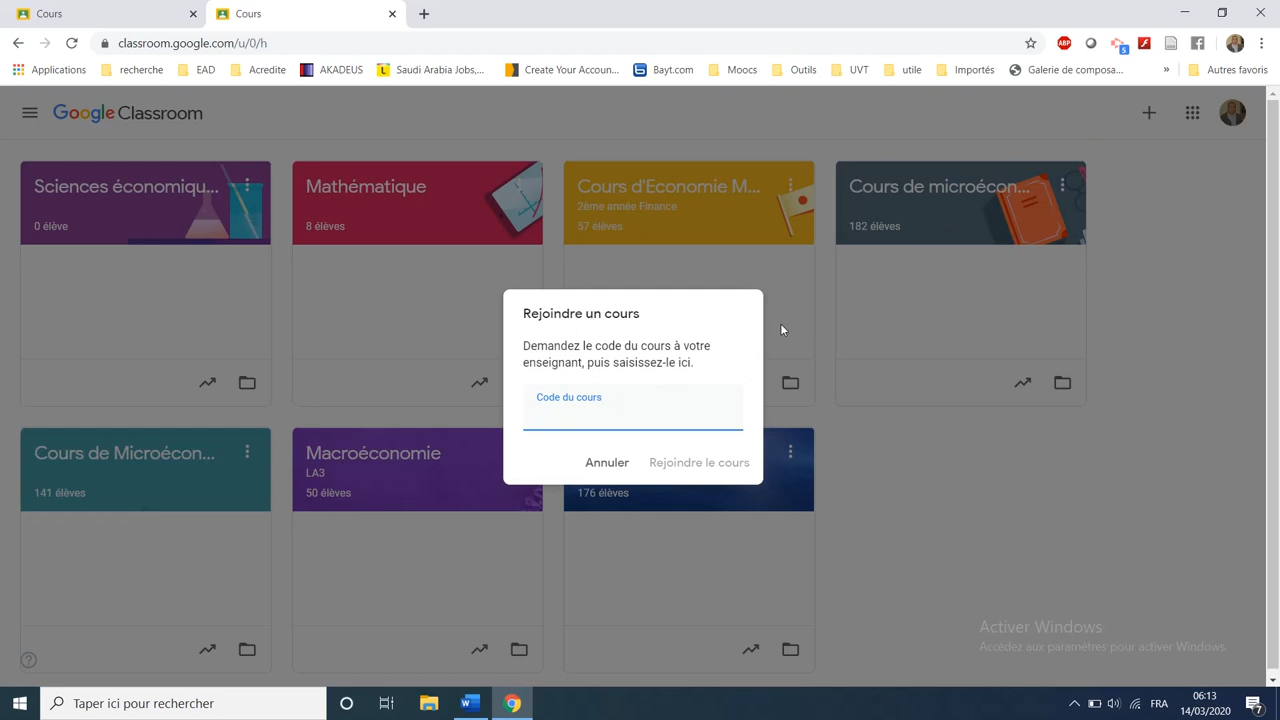 Cours
Cours
classroom.google.com/u/0/h
ABP
5
Applications recherche EAD Acredite AKADEUS Saudi Arabia Jobs,... Create Your Accoun... Bayt.com Moocs Outils UVT utile Importés Galerie de composa... » Autres favoris
Google Classroom
Sciences économiqu...
0 élève
Mathématique
8 élèves
Cours d'Economie M...
2ème année Finance
57 élèves
Cours de microécon...
182 élèves
Rejoindre un cours
Demandez le code du cours à votre
enseignant, puis saisissez-le ici.
Code du cours
Annuler Rejoindre le cours
Cours de Microécon...
141 élèves
Macroéconomie
LA3
50 élèves
176 élèves
Activer Windows
Accédez aux paramètres pour activer Windows.
Taper ici pour rechercher
FRA
06:13
14/03/2020
7